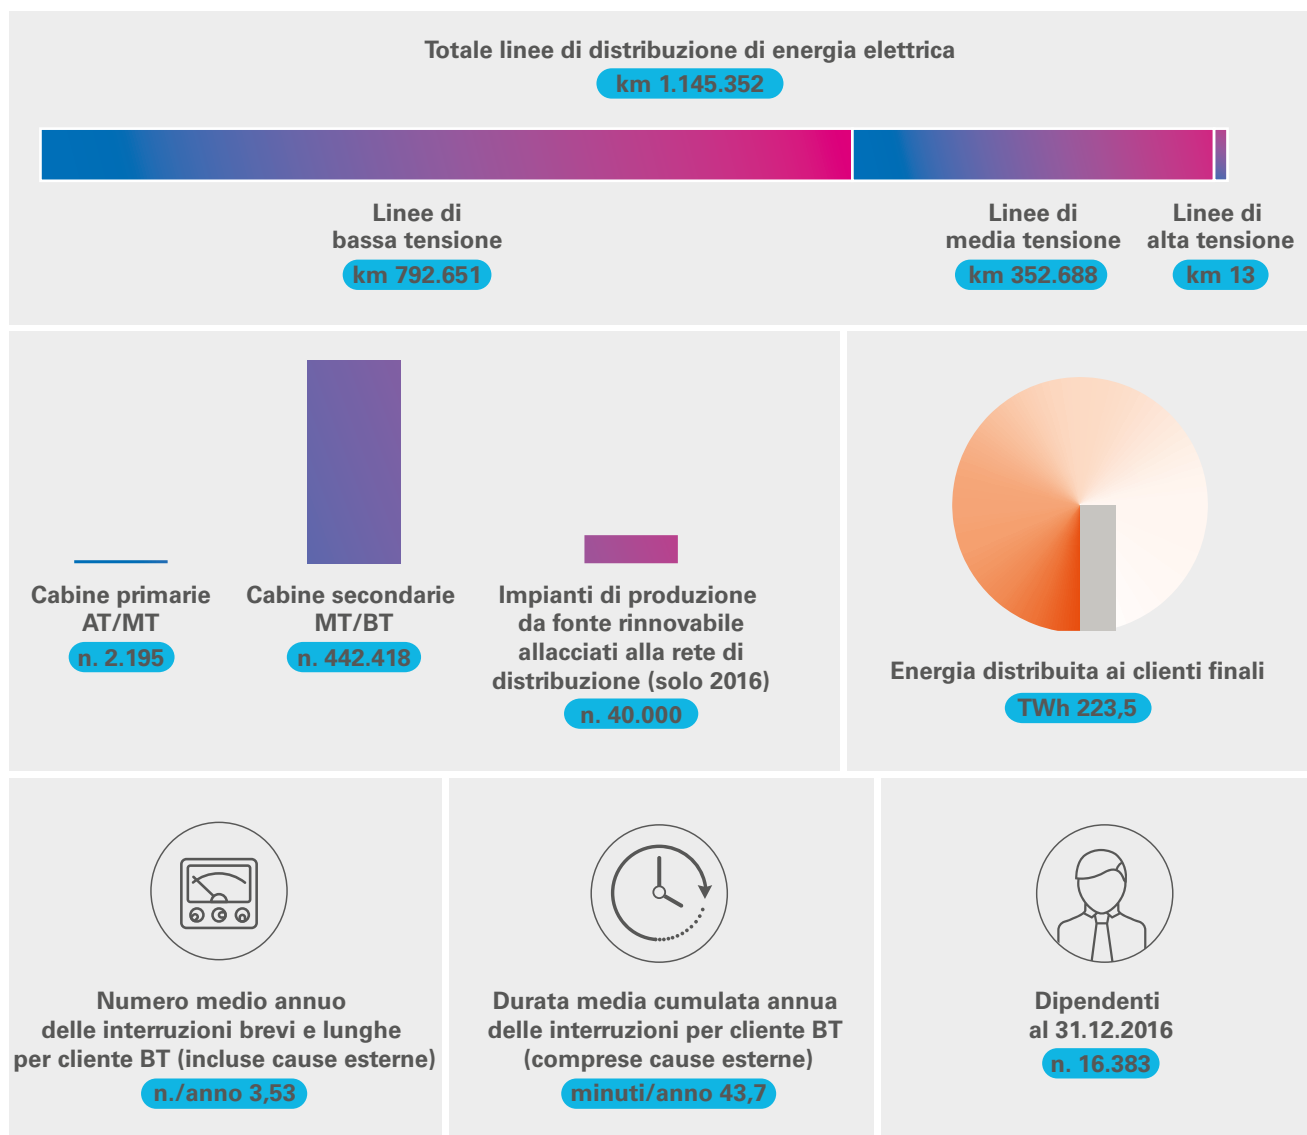 Totale linee di distribuzione di energia elettrica
km 1.145.352
Linee di
bassa tensione
km 792.651
Linee di
media tensione
km 352.688
Linee di
alta tensione
km 13
Cabine primarie
AT/MT
n. 2.195
Cabine secondarie
MT/BT
n. 442.418
Impianti di produzione
da fonte rinnovabile
allacciati alla rete di
distribuzione (solo 2016)
n. 40.000
Energia distribuita ai clienti finali
TWh 223,5
Numero medio annuo
delle interruzioni brevi e lunghe
per cliente BT (incluse cause esterne)
n./anno 3,53
Durata media cumulata annua
delle interruzioni per cliente BT
(comprese cause esterne)
minuti/anno 43,7
Dipendenti
al 31.12.2016
n. 16.383